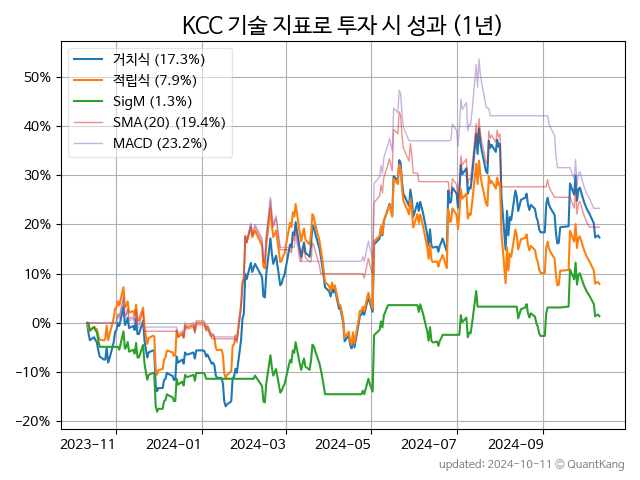 KCC 기술 지표로 투자 시 성과 (1년)
거치식 (17.3%)
적립식 (7.9%)
SigM (1.3%)
SMA(20) (19.4%)
MACD (23.2%)
50%
40%
30%
20%
10%
0%
−10%
−20%
2023-11
2024-01
2024-03
2024-05
2024-07
2024-09
updated: 2024-10-11 © QuantKang